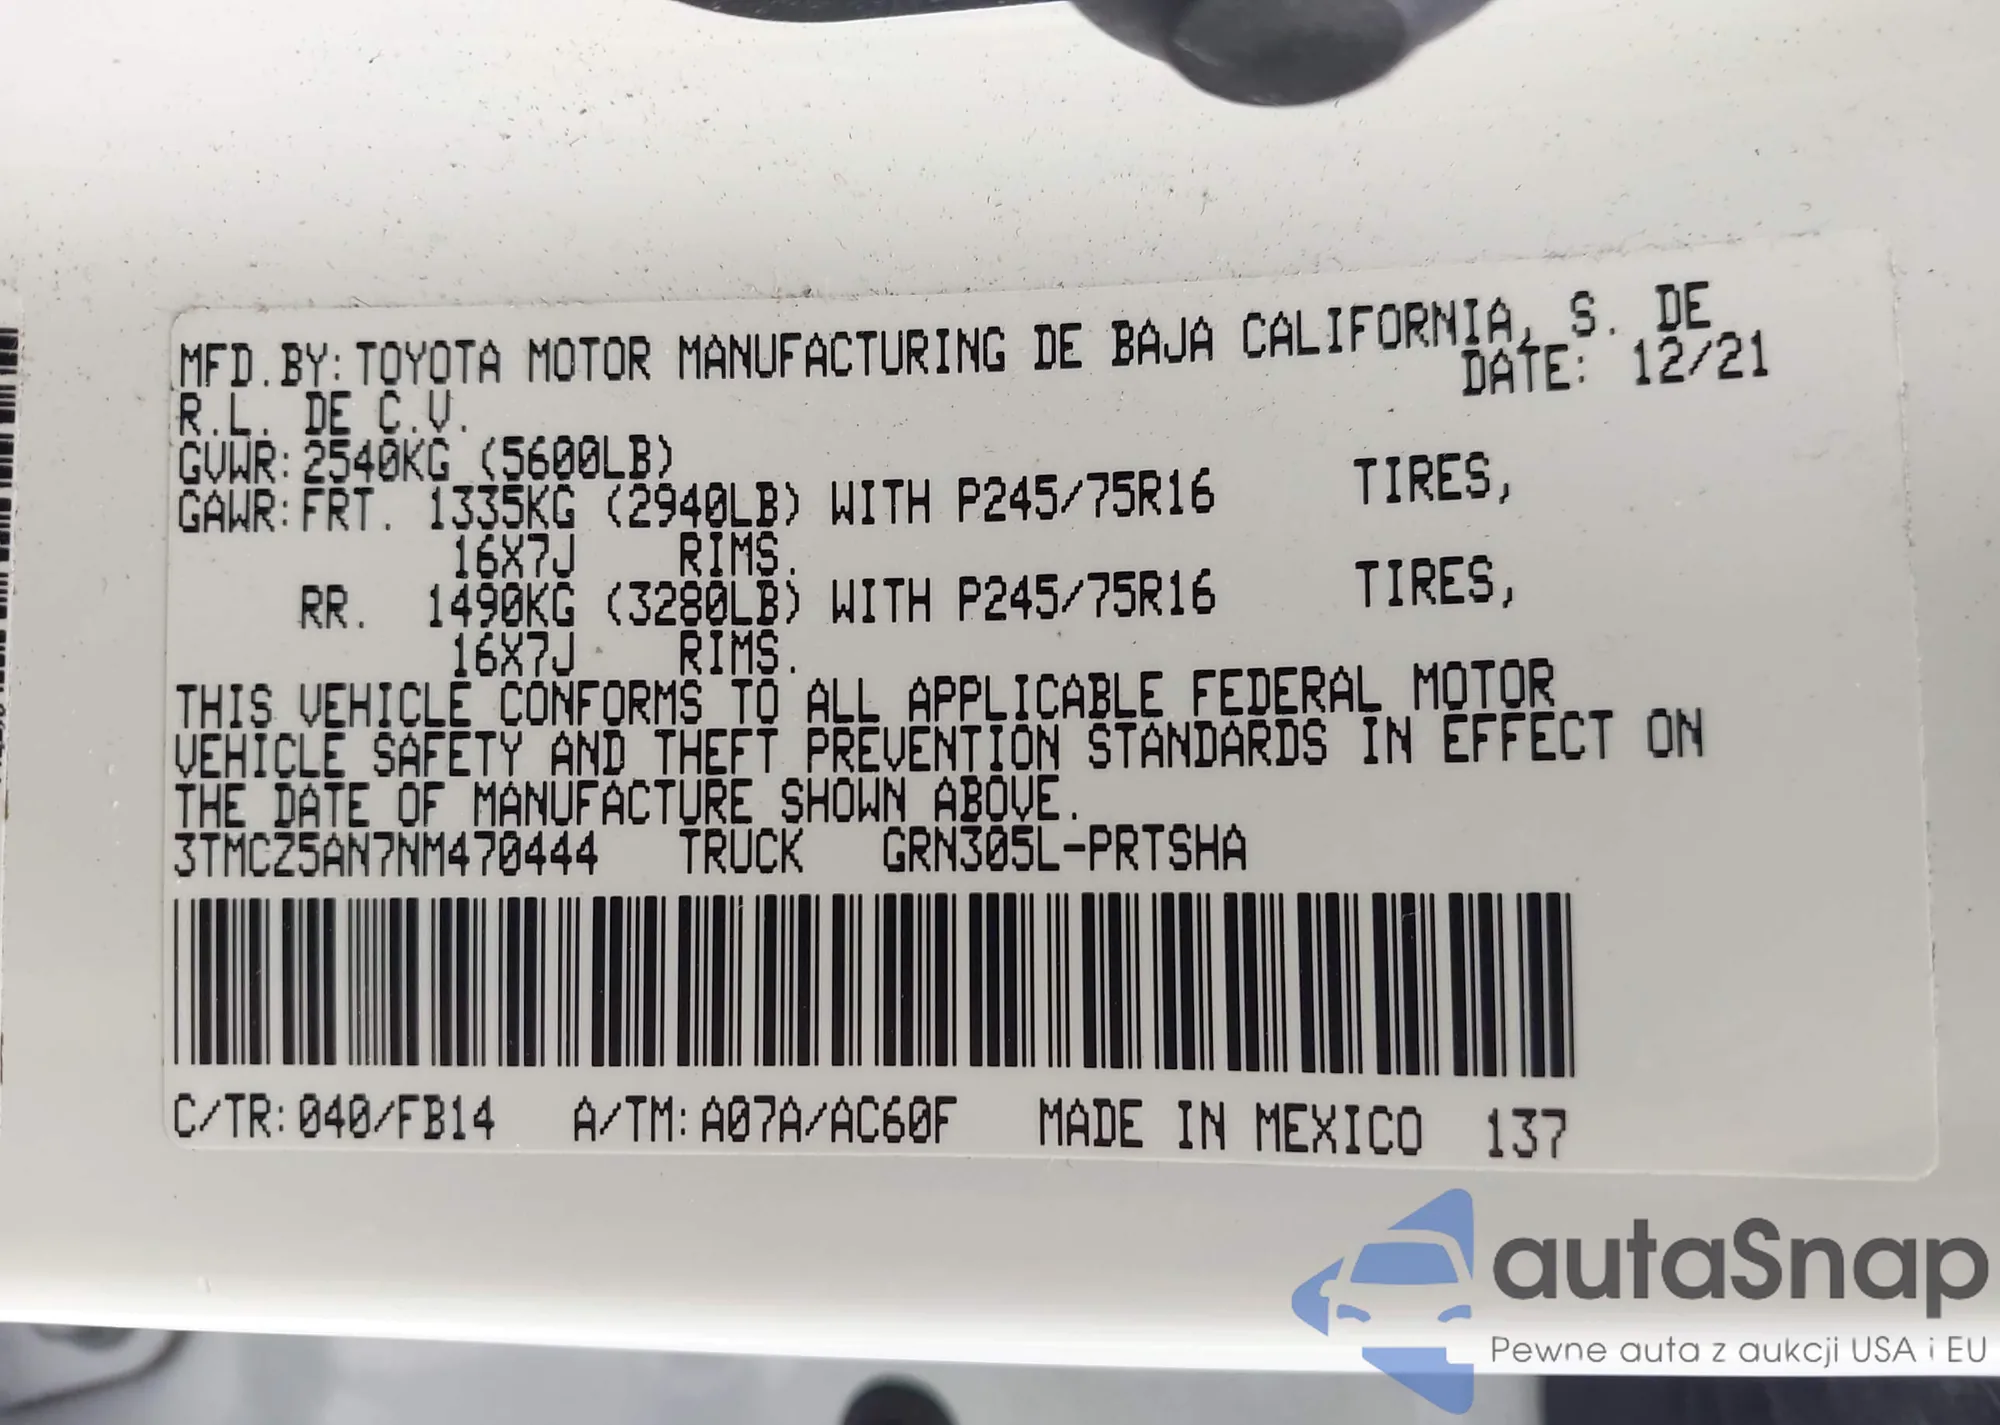 MFD.BY:TOYOTA MOTOR MANUFACTURING DE BAJA CALIFORNIA, S. DE
R.L. DE C.V. DATE: 12/21
GVWR:2540KG (5600LB)
GAWR:FRT. 1335KG (2940LB) WITH P245/75R16 TIRES,
16X7J RIMS.
RR. 1490KG (3280LB) WITH P245/75R16 TIRES,
16X7J RIMS.
THIS VEHICLE CONFORMS TO ALL APPLICABLE FEDERAL MOTOR
VEHICLE SAFETY AND THEFT PREVENTION STANDARDS IN EFFECT ON
THE DATE OF MANUFACTURE SHOWN ABOVE.
3TMCZ5AN7NM470444 TRUCK GRN305L-PRTSHA
C/TR:040/FB14 A/TM:A07A/AC60F MADE IN MEXICO 137
autaSnap
Pewne auta z aukcji USA i EU